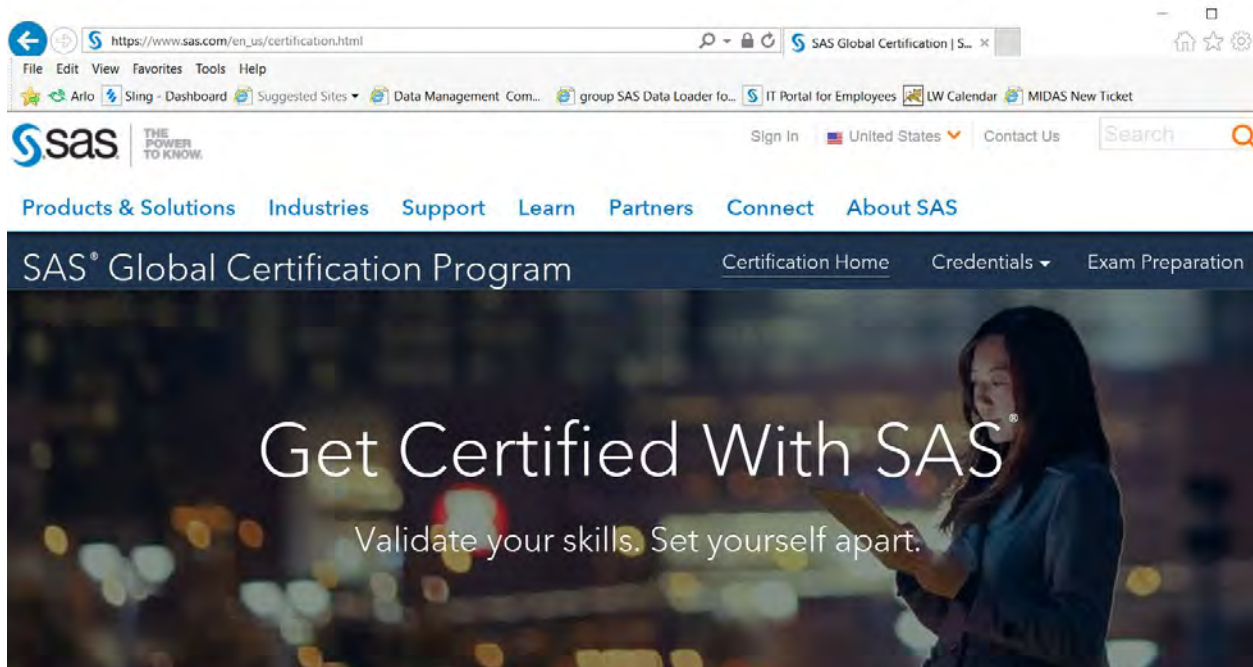 https://www.sas.com/en_us/certification.html SAS Global Certification | S...
File Edit View Favorites Tools Help
Arlo Sling - Dashboard Suggested Sites Data Management Com... group SAS Data Loader fo... IT Portal for Employees LW Calendar MIDAS New Ticket
sas THE POWER TO KNOW. Sign In United States Contact Us Search
Products & Solutions Industries Support Learn Partners Connect About SAS
SAS® Global Certification Program Certification Home Credentials Exam Preparation
Get Certified With SAS®
Validate your skills. Set yourself apart.